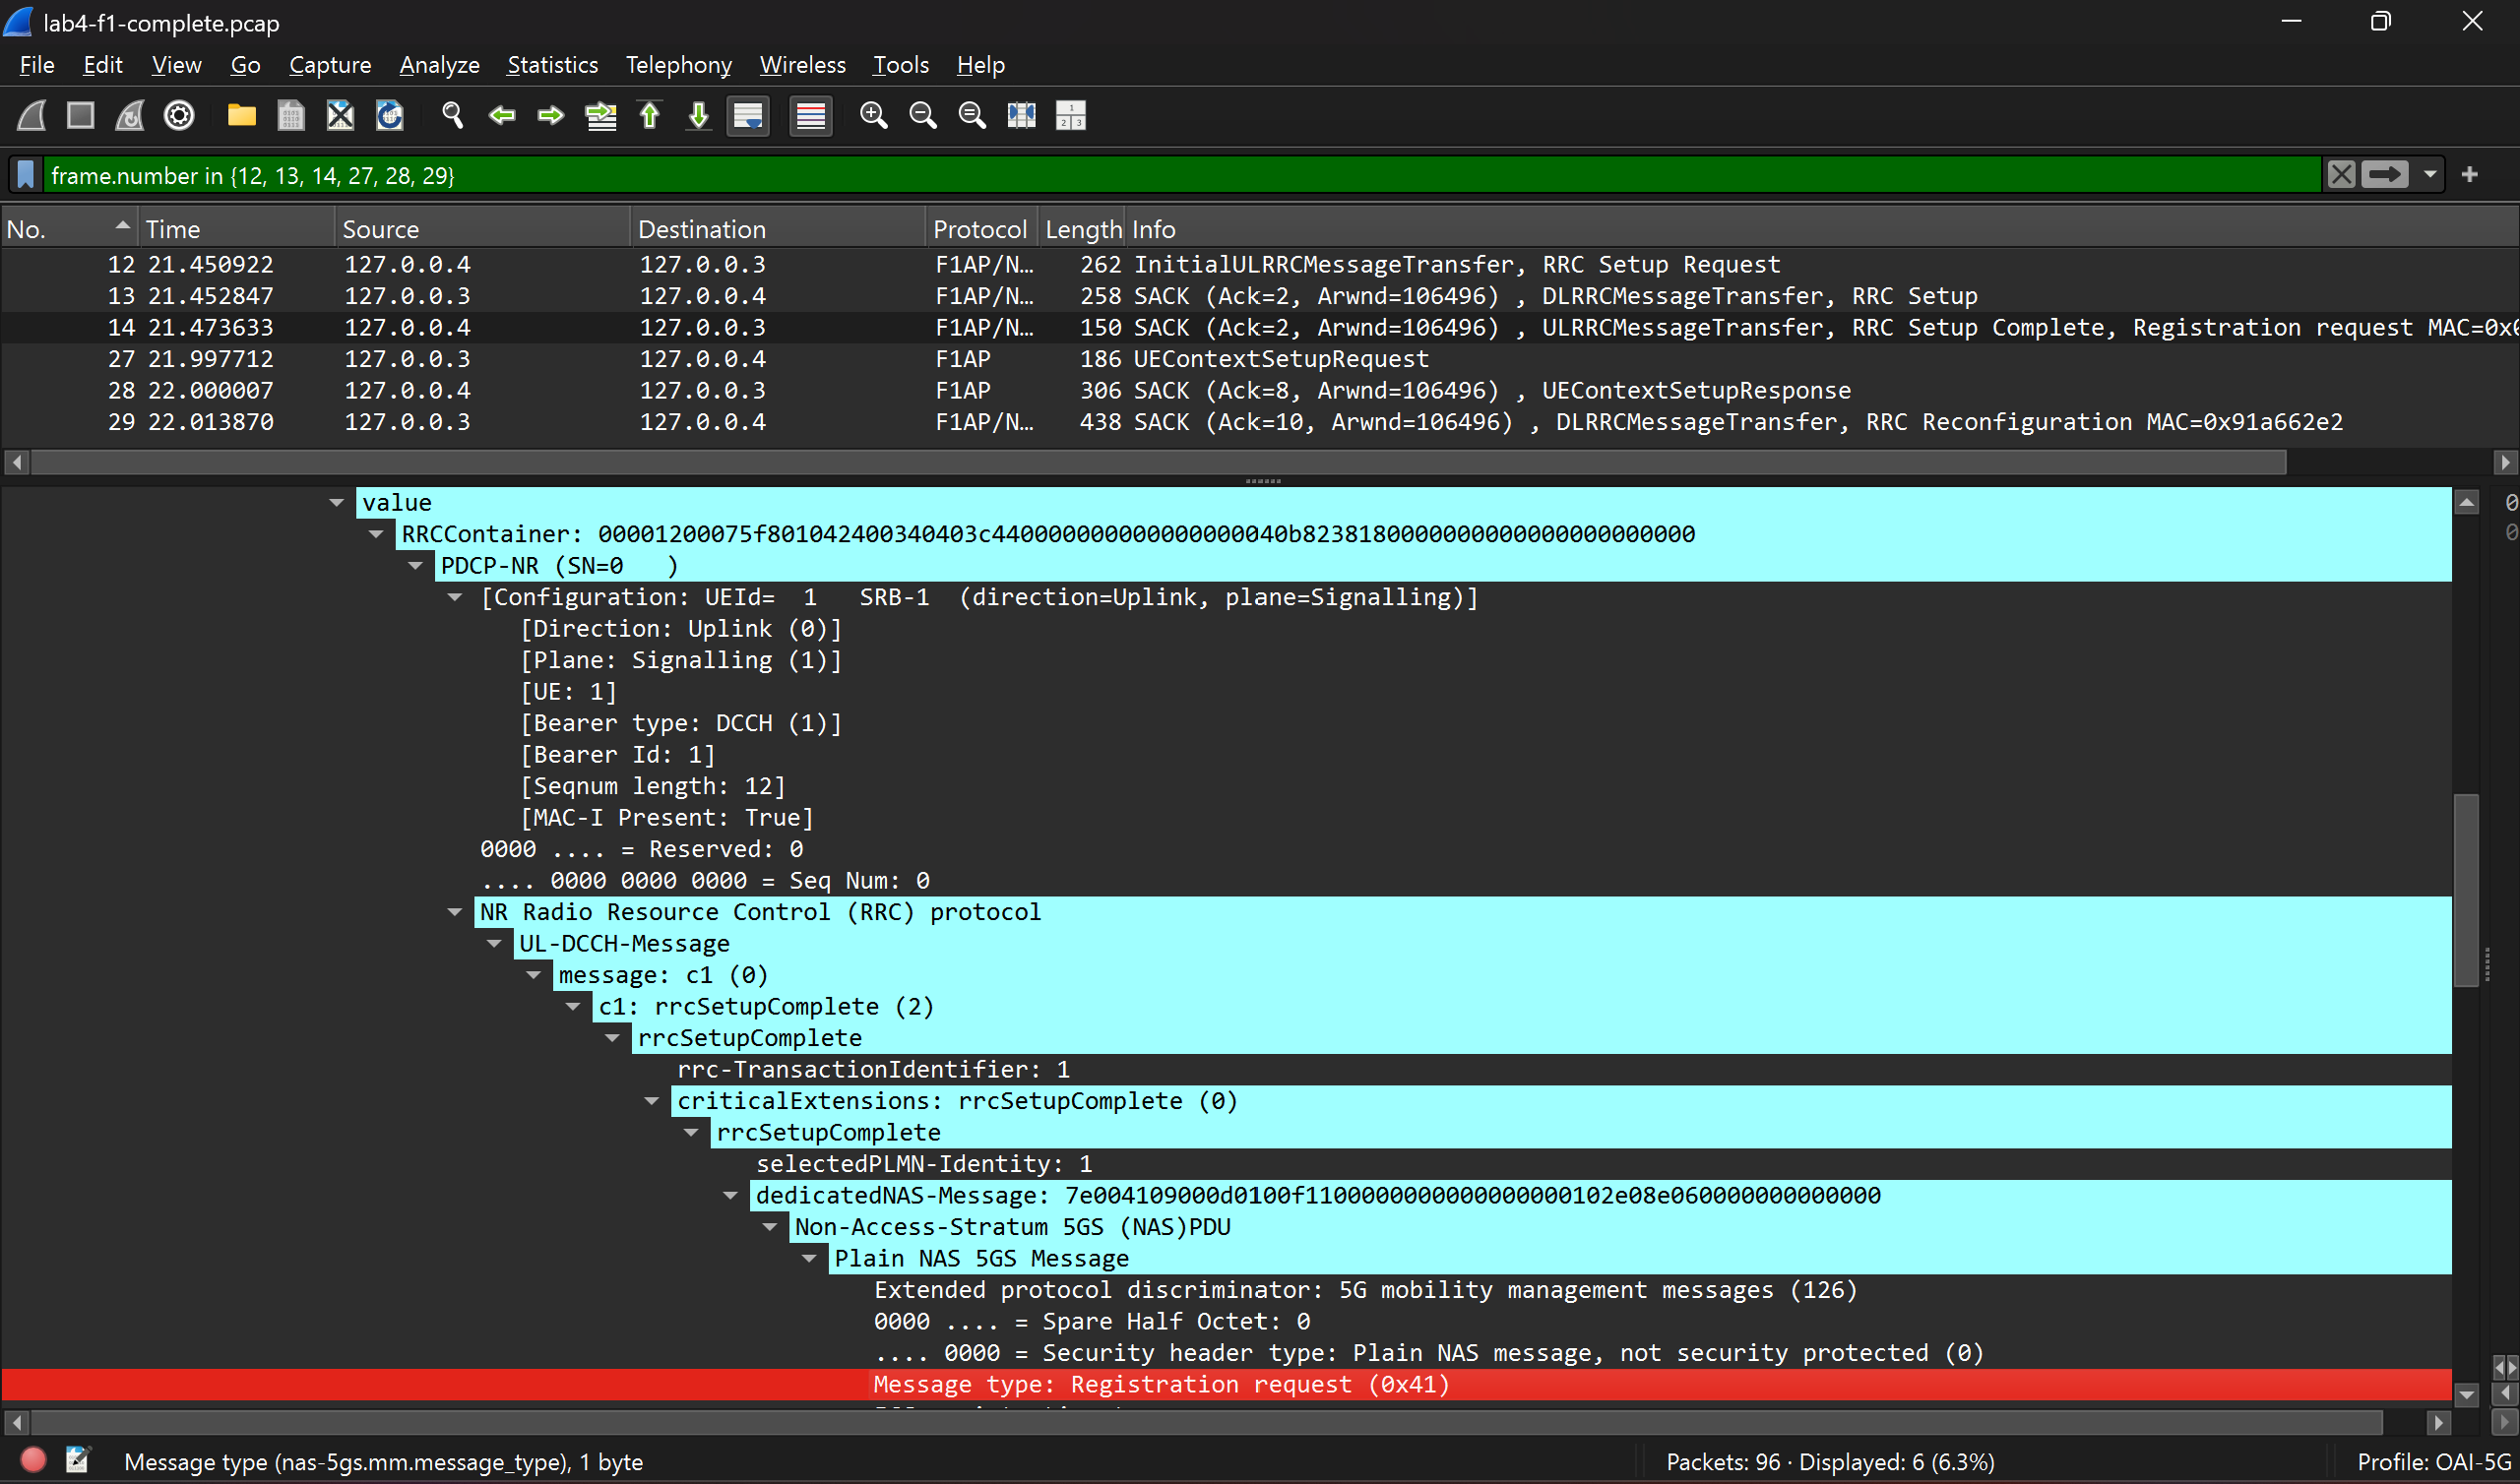 lab4-f1-complete.pcap
File Edit View Go Capture Analyze Statistics Telephony Wireless Tools Help
frame.number in {12, 13, 14, 27, 28, 29}
No. Time Source Destination Protocol Length Info
12 21.450922 127.0.0.4 127.0.0.3 F1AP/N… 262 InitialULRRCMessageTransfer, RRC Setup Request
13 21.452847 127.0.0.3 127.0.0.4 F1AP/N… 258 SACK (Ack=2, Arwnd=106496) , DLRRCMessageTransfer, RRC Setup
14 21.473633 127.0.0.4 127.0.0.3 F1AP/N… 150 SACK (Ack=2, Arwnd=106496) , ULRRCMessageTransfer, RRC Setup Complete, Registration request
27 21.997712 127.0.0.3 127.0.0.4 F1AP 186 UEContextSetupRequest
28 22.000007 127.0.0.4 127.0.0.3 F1AP 306 SACK (Ack=8, Arwnd=106496) , UEContextSetupResponse
29 22.013870 127.0.0.3 127.0.0.4 F1AP/N… 438 SACK (Ack=10, Arwnd=106496) , DLRRCMessageTransfer, RRC Reconfiguration MAC=0x91a662e2
value
RRCContainer:
PDCP-NR (SN=0 )
[Configuration: UEId= 1 SRB-1 (direction=Uplink, plane=Signalling)]
[Direction: Uplink (0)]
[Plane: Signalling (1)]
[UE: 1]
[Bearer type: DCCH (1)]
[Bearer Id: 1]
[Seqnum length: 12]
[MAC-I Present: True]
0000 .... = Reserved: 0
.... 0000 0000 0000 = Seq Num: 0
NR Radio Resource Control (RRC) protocol
UL-DCCH-Message
message: c1 (0)
c1: rrcSetupComplete (2)
rrcSetupComplete
rrc-TransactionIdentifier: 1
criticalExtensions: rrcSetupComplete (0)
rrcSetupComplete
selectedPLMN-Identity: 1
dedicatedNAS-Message:
Non-Access-Stratum 5GS (NAS)PDU
Plain NAS 5GS Message
Extended protocol discriminator: 5G mobility management messages (126)
0000 .... = Spare Half Octet: 0
.... 0000 = Security header type: Plain NAS message, not security protected (0)
Message type: Registration request (0x41)
Message type (nas-5gs.mm.message_type), 1 byte
Packets: 96 · Displayed: 6 (6.3%)
Profile: OAI-5G